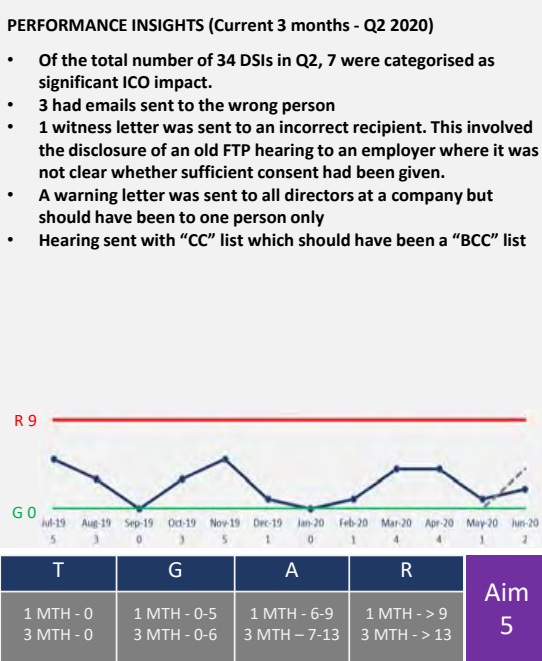 PERFORMANCE INSIGHTS (Current 3 months - Q2 2020)
• Of the total number of 34 DSIs in Q2, 7 were categorised as
significant ICO impact.
• 3 had emails sent to the wrong person
• 1 witness letter was sent to an incorrect recipient. This involved
the disclosure of an old FTP hearing to an employer where it was
not clear whether sufficient consent had been given.
• A warning letter was sent to all directors at a company but
should have been to one person only
• Hearing sent with “CC” list which should have been a “BCC” list
R 9
G 0
Jul-19 Aug-19 Sep-19 Oct-19 Nov-19 Dec-19 Jan-20 Feb-20 Mar-20 Apr-20 May-20 Jun-20
5 3 0 3 5 1 0 1 4 4 1 2
T G A R
Aim
5
1 MTH - 0 1 MTH - 0-5 1 MTH - 6-9 1 MTH - > 9
3 MTH - 0 3 MTH - 0-6 3 MTH – 7-13 3 MTH - > 13